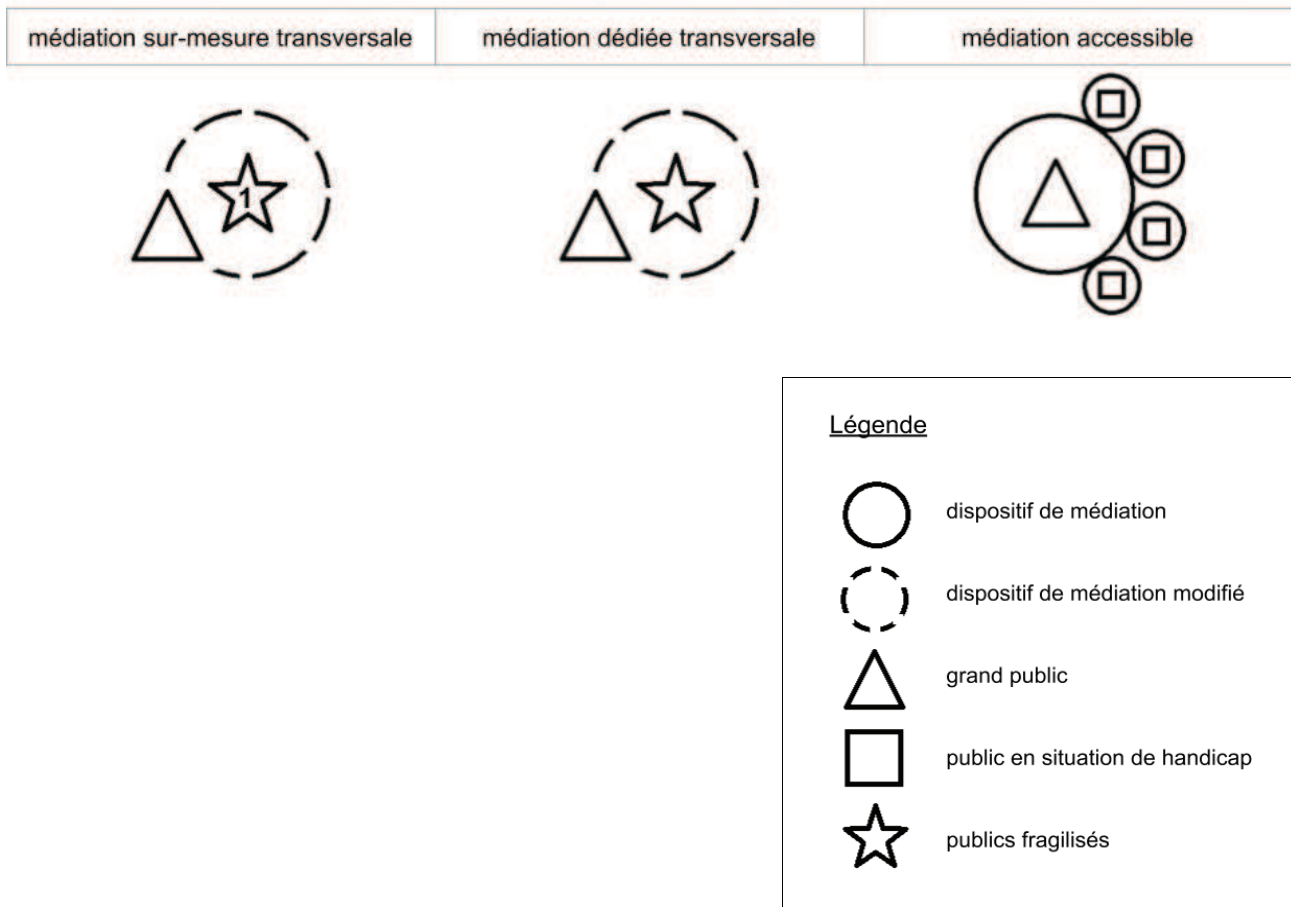 médiation sur-mesure transversale
médiation dédiée transversale
médiation accessible
1
Légende
dispositif de médiation
dispositif de médiation modifié
grand public
public en situation de handicap
publics fragilisés